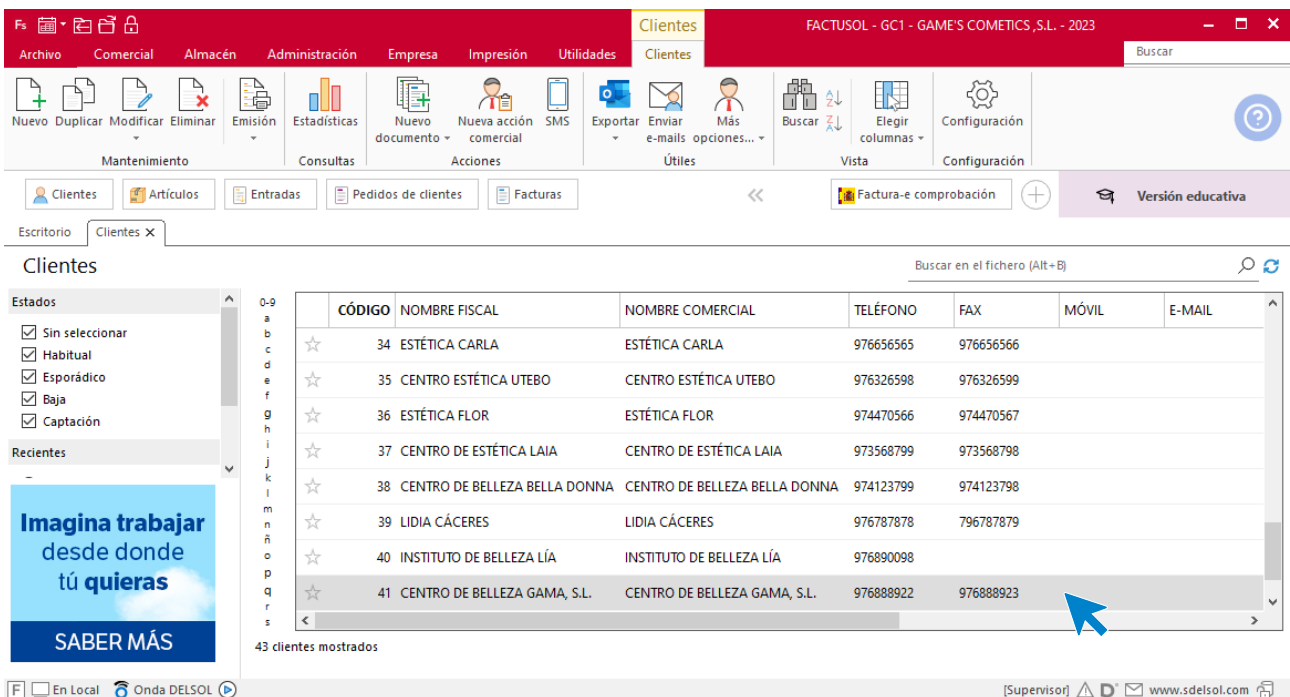 Fs Clientes FACTUSOL - GC1 - GAME'S COMETICS ,S.L. - 2023
Archivo Comercial Almacén Administración Empresa Impresión Utilidades Clientes Buscar
Nuevo Duplicar Modificar Eliminar Emisión Estadísticas Nuevo documento Nueva acción comercial SMS Exportar Enviar e-mails Más opciones... Buscar Elegir columnas Configuración
Mantenimiento Consultas Acciones Útiles Vista Configuración
Clientes Artículos Entradas Pedidos de clientes Facturas Factura-e comprobación Versión educativa
Escritorio Clientes
Clientes Buscar en el fichero (Alt+B)
Estados
Sin seleccionar
Habitual
Esporádico
Baja
Captación
Recientes
Imagina trabajar
desde donde
tú quieras
SABER MÁS
0-9
a
b
c
d
e
f
g
h
i
j
k
l
m
n
ñ
o
p
q
r
s
CÓDIGO NOMBRE FISCAL NOMBRE COMERCIAL TELÉFONO FAX MÓVIL E-MAIL
34 ESTÉTICA CARLA ESTÉTICA CARLA 976656565 976656566
35 CENTRO ESTÉTICA UTEBO CENTRO ESTÉTICA UTEBO 976326598 976326599
36 ESTÉTICA FLOR ESTÉTICA FLOR 974470566 974470567
37 CENTRO DE ESTÉTICA LAIA CENTRO DE ESTÉTICA LAIA 973568799 973568798
38 CENTRO DE BELLEZA BELLA DONNA CENTRO DE BELLEZA BELLA DONNA 974123799 974123798
39 LIDIA CÁCERES LIDIA CÁCERES 976787878 796787879
40 INSTITUTO DE BELLEZA LÍA INSTITUTO DE BELLEZA LÍA 976890098
41 CENTRO DE BELLEZA GAMA, S.L. CENTRO DE BELLEZA GAMA, S.L. 976888922 976888923
43 clientes mostrados
F En Local Onda DELSOL [Supervisor] D www.sdelsol.com